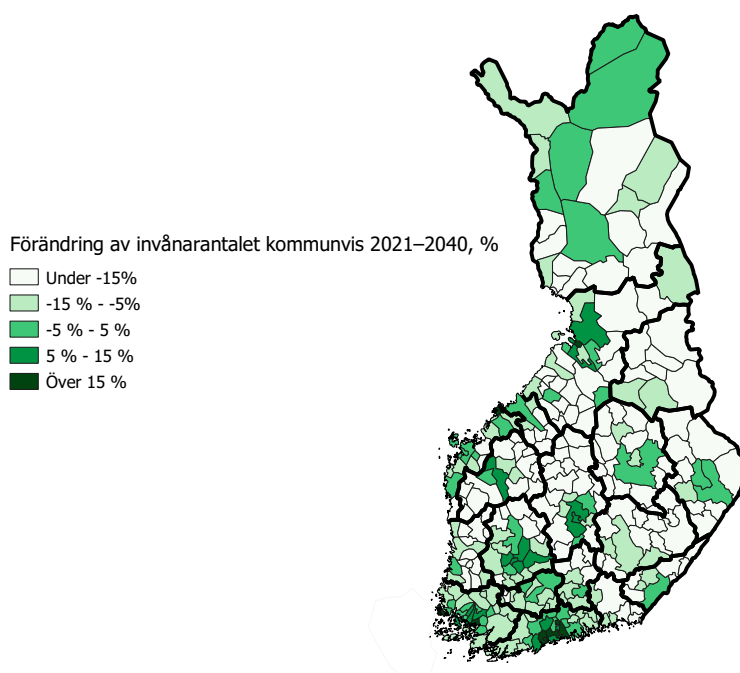 Förändring av invånarantalet kommunvis 2021–2040, %
Under -15%
-15 % - -5%
-5 % - 5 %
5 % - 15 %
Över 15 %